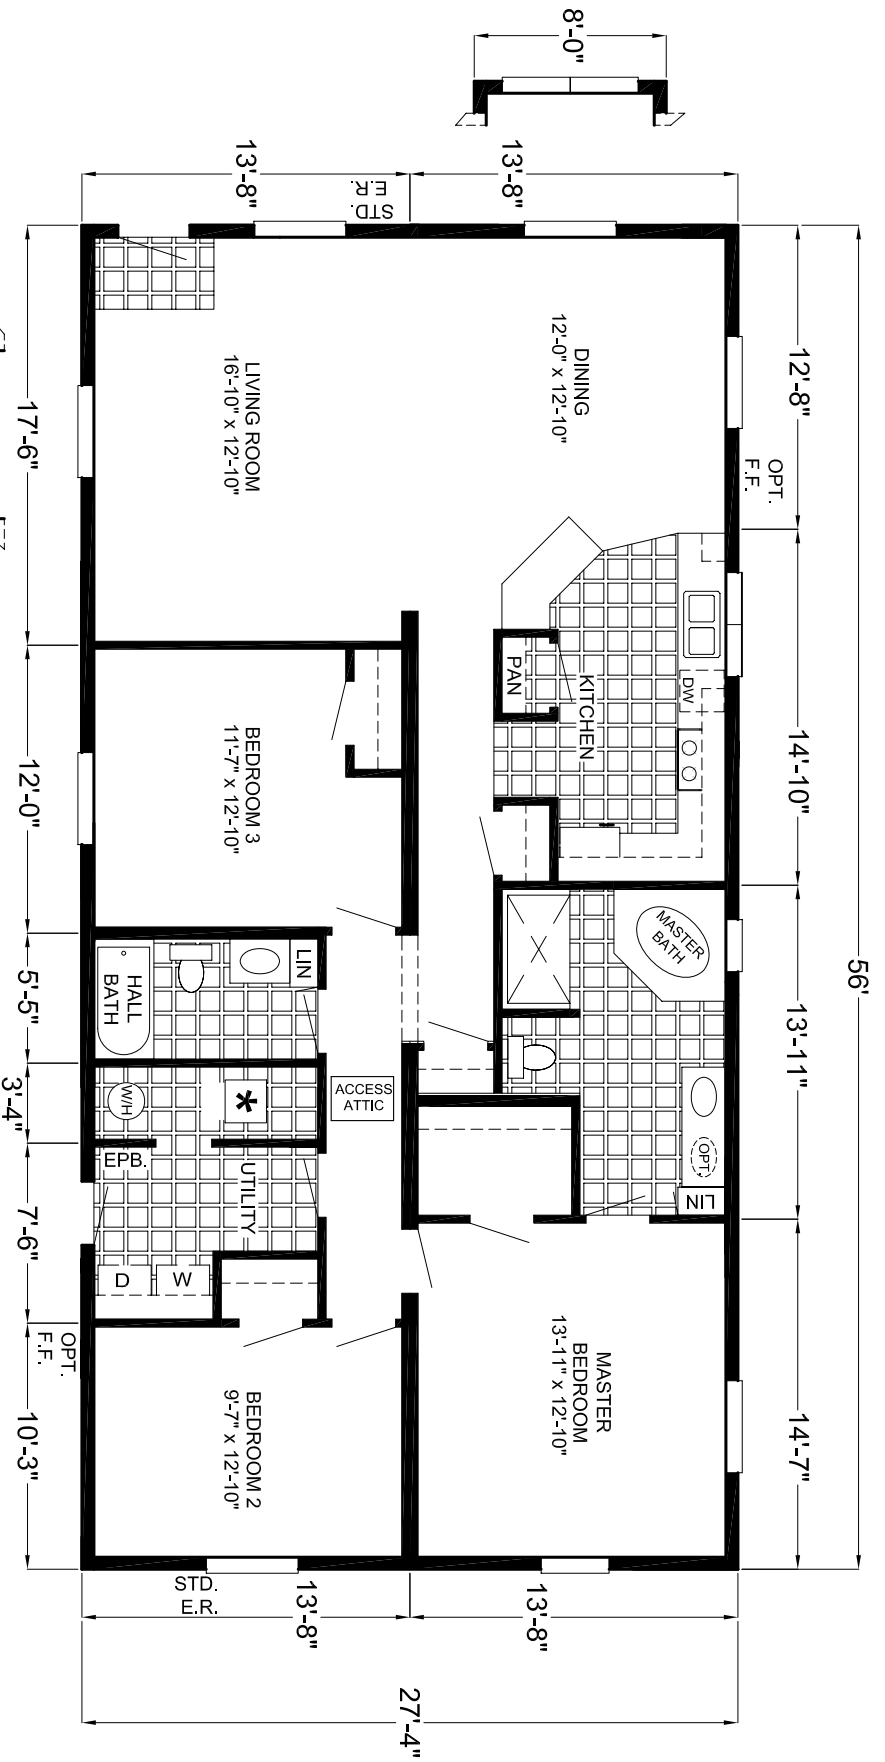 56'
12'-8"
14'-10"
13'-11"
14'-7"
OPT.
F.F.
8'-0"
13'-8"
13'-8"
STD.
E.R.
DINING
12'-0" x 12'-10"
LIVING ROOM
16'-10" x 12'-10"
KITCHEN
DW
PAN
MASTER
BATH
OPT.
LIN
MASTER
BEDROOM
13'-11" x 12'-10"
BEDROOM 3
11'-7" x 12'-10"
LIN
HALL
BATH
ACCESS
ATTIC
*
W/H
EPB.
UTILITY
D
W
BEDROOM 2
9'-7" x 12'-10"
13'-8"
13'-8"
27'-4"
STD.
E.R.
17'-6"
12'-0"
5'-5"
3'-4"
7'-6"
10'-3"
OPT.
F.F.